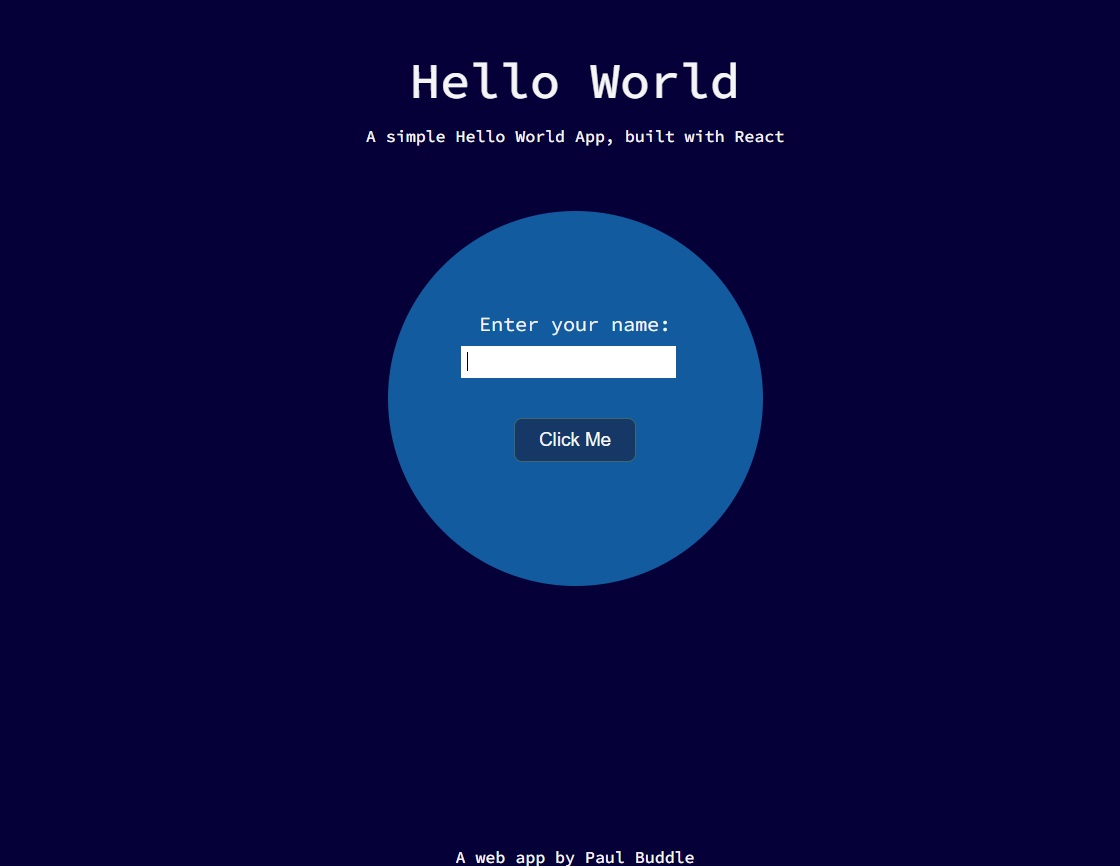 Hello World
A simple Hello World App, built with React
Enter your name:
Click Me
A web app by Paul Buddle